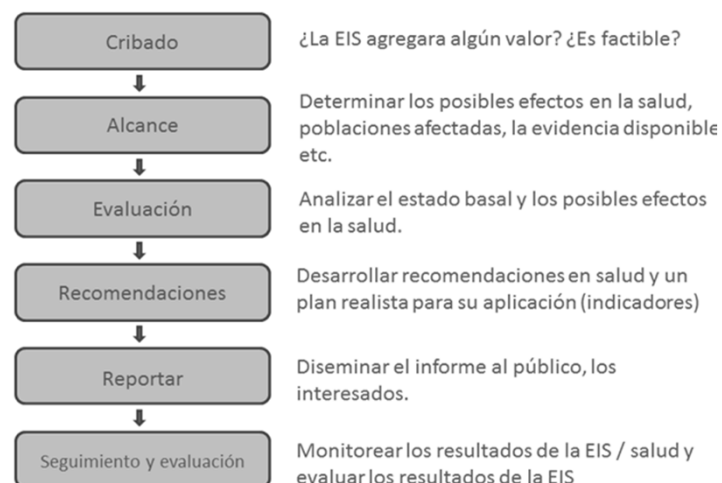 Cribado
¿La EIS agregara algún valor? ¿Es factible?
Alcance
Determinar los posibles efectos en la salud,
poblaciones afectadas, la evidencia disponible
etc.
Evaluación
Analizar el estado basal y los posibles efectos
en la salud.
Recomendaciones
Desarrollar recomendaciones en salud y un
plan realista para su aplicación (indicadores)
Reportar
Diseminar el informe al público, los
interesados.
Seguimiento y evaluación
Monitorear los resultados de la EIS / salud y
evaluar los resultados de la EIS